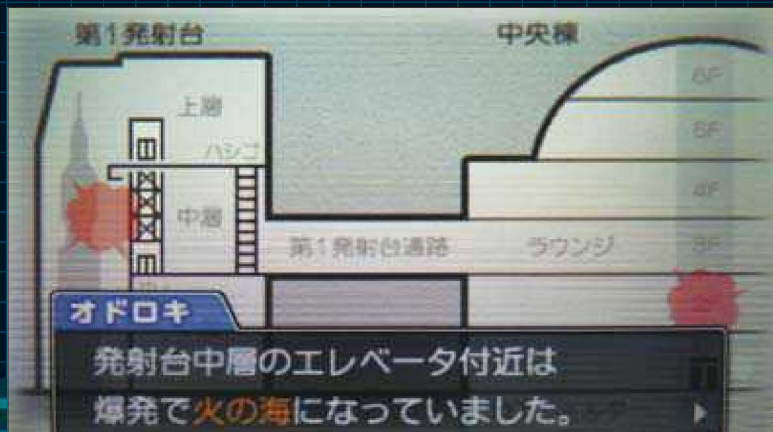 第1発射台
中央棟
6F
上層
5F
ハシゴ
4F
中層
第1発射台通路
ラウンジ
3F
オドロキ
発射台中層のエレベータ付近は
爆発で火の海になっていました。